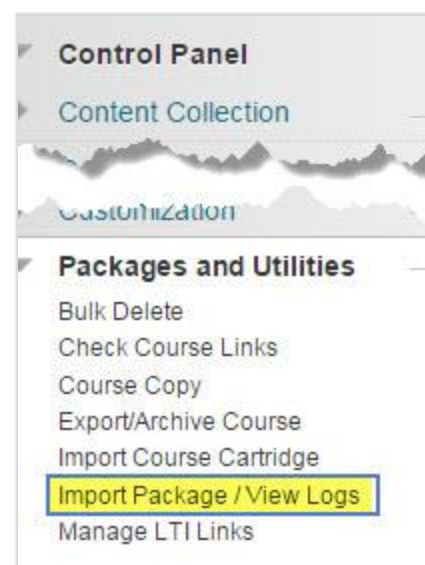 Control Panel
Content Collection
Customization
Packages and Utilities
Bulk Delete
Check Course Links
Course Copy
Export/Archive Course
Import Course Cartridge
Import Package / View Logs
Manage LTI Links